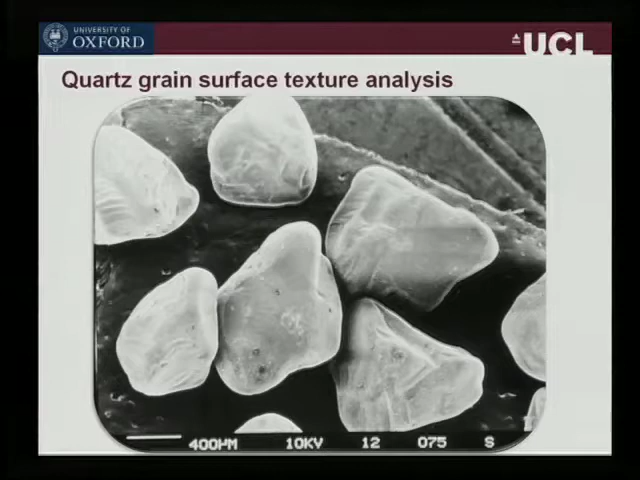 UNIVERSITY OF
OXFORD
UCL
Quartz grain surface texture analysis
400µM 10KV 12 075 S